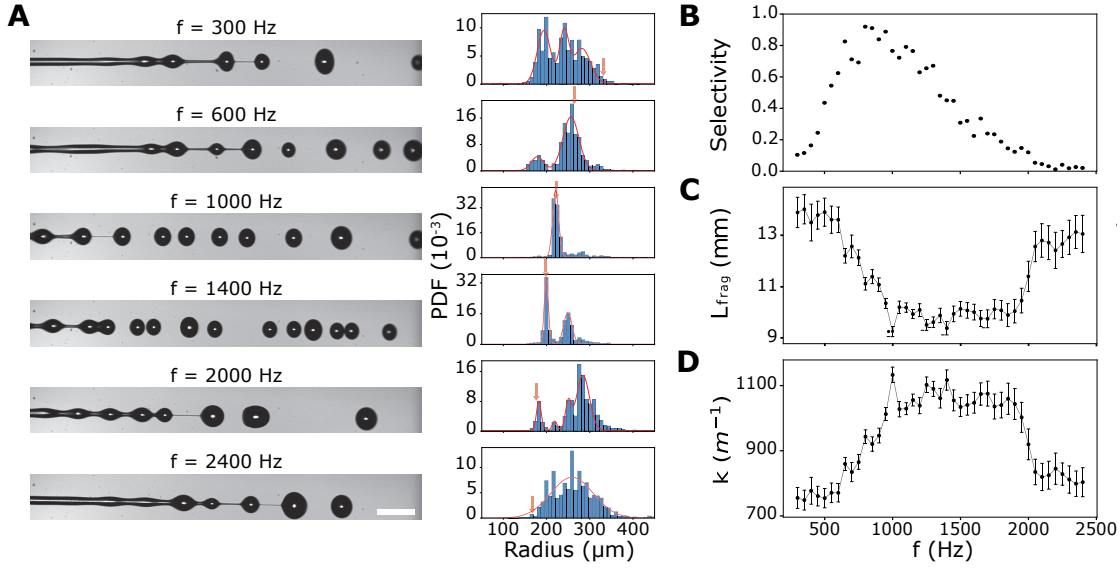 A
f = 300 Hz
f = 600 Hz
f = 1000 Hz
f = 1400 Hz
f = 2000 Hz
f = 2400 Hz
PDF (10⁻³)
10
5
0
16
8
0
32
16
0
32
16
0
16
8
0
10
5
0
100 200 300 400
Radius (µm)
B
Selectivity
1.0
0.8
0.6
0.4
0.2
0.0
C
L_frag (mm)
13
11
9
D
k (m⁻¹)
1100
900
700
500 1000 1500 2000 2500
f (Hz)